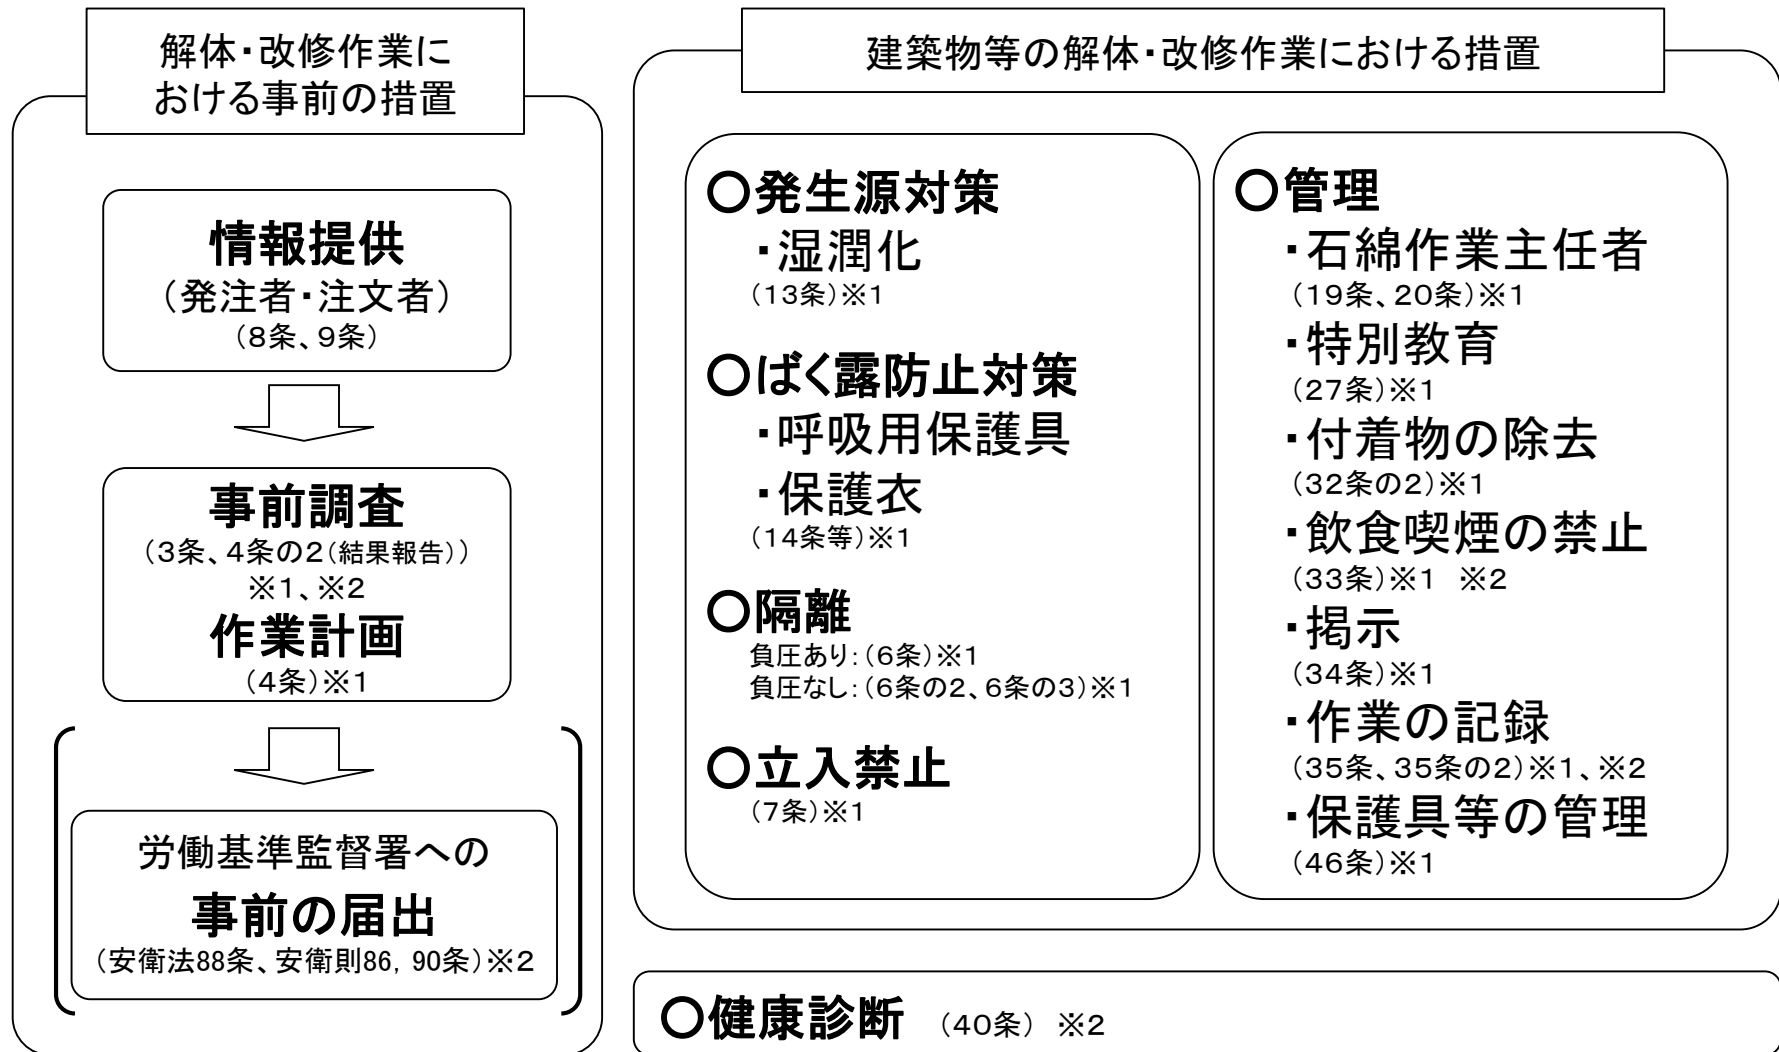 解体・改修作業に
おける事前の措置
情報提供
（発注者・注文者）
（８条、９条）
事前調査
（３条、４条の２（結果報告））
※１、※２
作業計画
（４条）※１
労働基準監督署への
事前の届出
（安衛法88条、安衛則86，90条）※２
建築物等の解体・改修作業における措置
○発生源対策
・湿潤化
（１３条）※１
○ばく露防止対策
・呼吸用保護具
・保護衣
（１４条等）※１
○隔離
負圧あり：（６条）※１
負圧なし：（６条の２、６条の３）※１
○立入禁止
（７条）※１
○管理
・石綿作業主任者
（１９条、２０条）※１
・特別教育
（２７条）※１
・付着物の除去
（３２条の２）※１
・飲食喫煙の禁止
（３３条）※１　※２
・掲示
（３４条）※１
・作業の記録
（３５条、３５条の２）※１、※２
・保護具等の管理
（４６条）※１
○健康診断　（４０条）　※２